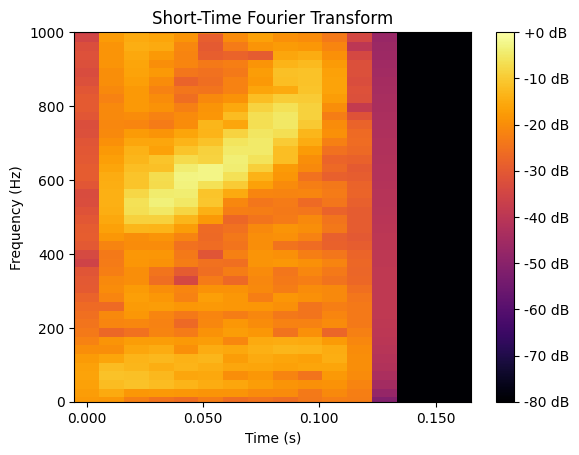 Short-Time Fourier Transform
1000
800
600
400
200
0
Frequency (Hz)
0.000
0.050
0.100
0.150
Time (s)
+0 dB
-10 dB
-20 dB
-30 dB
-40 dB
-50 dB
-60 dB
-70 dB
-80 dB